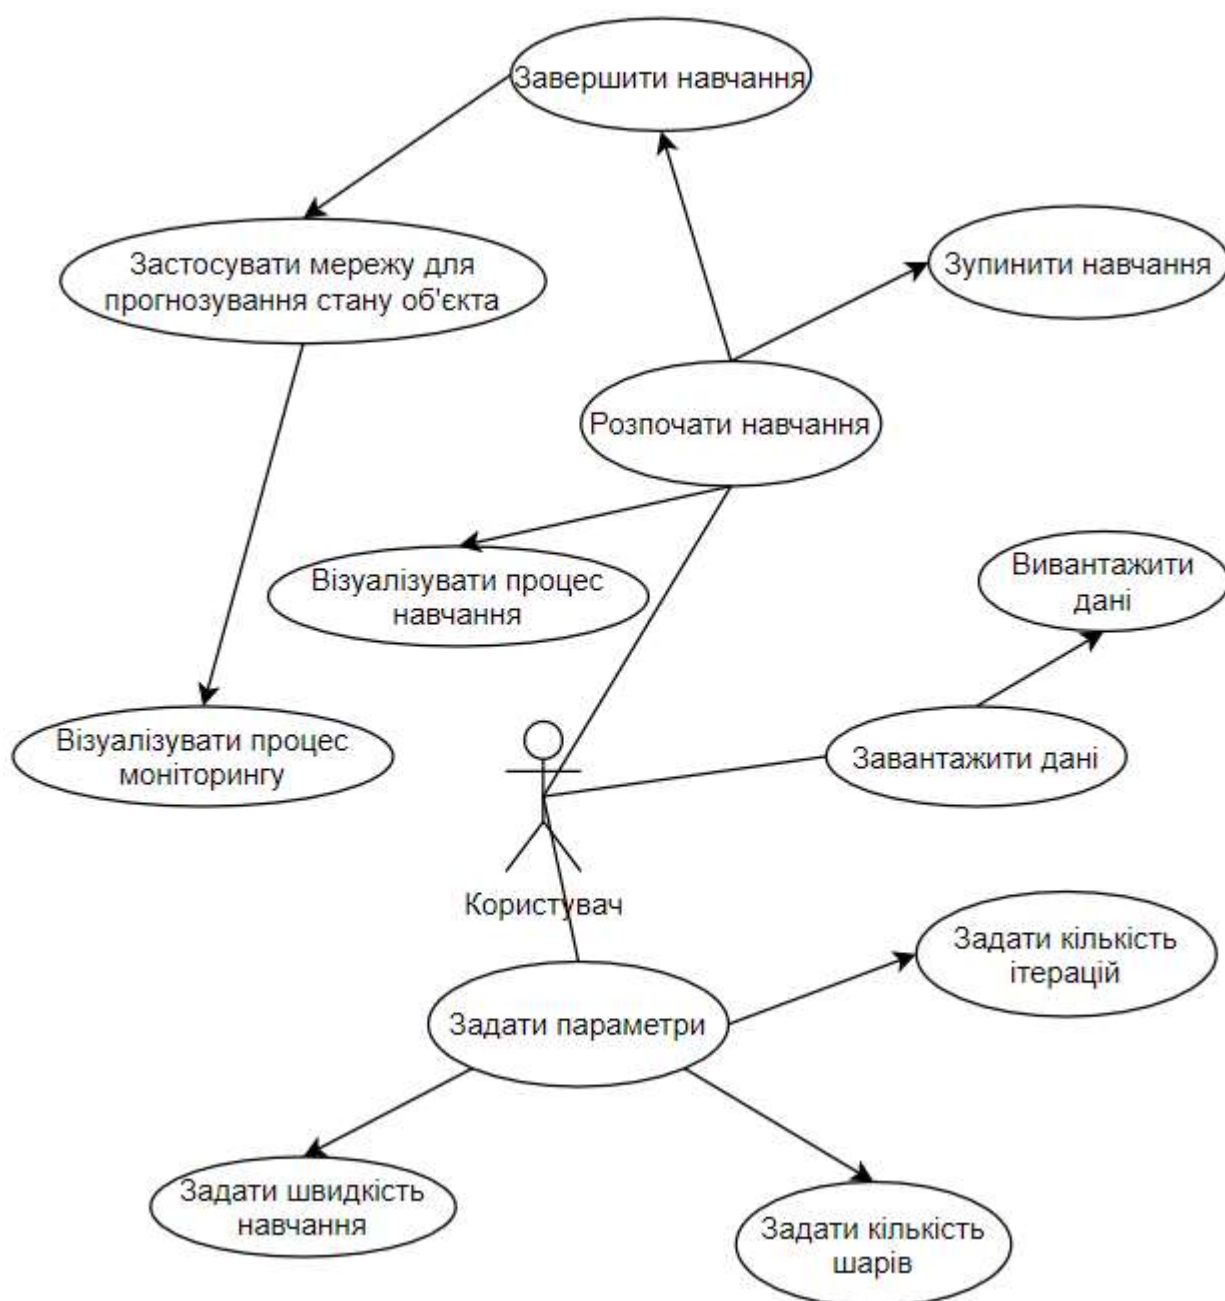 Завершити навчання
Застосувати мережу для
прогнозування стану об'єкта
Зупинити навчання
Розпочати навчання
Візуалізувати процес
навчання
Вивантажити
дані
Візуалізувати процес
моніторингу
Завантажити дані
Користувач
Задати кількість
ітерацій
Задати параметри
Задати швидкість
навчання
Задати кількість
шарів